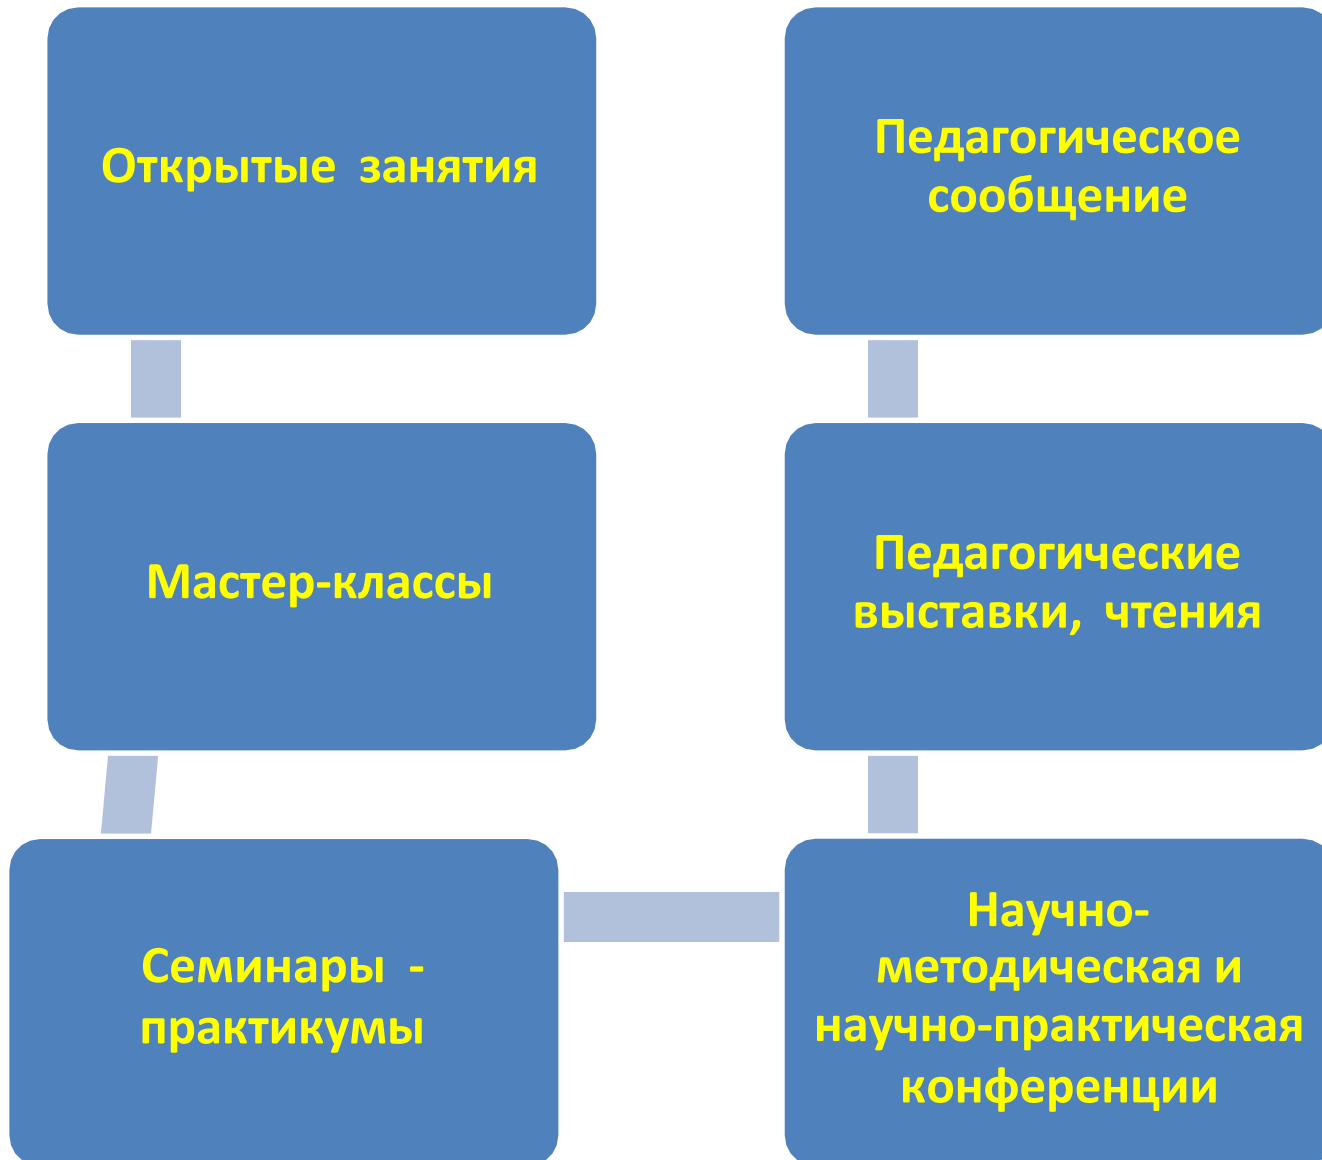 Открытые занятия
Мастер-классы
Семинары -
практикумы
Научно-
методическая и
научно-практическая
конференции
Педагогические
выставки, чтения
Педагогическое
сообщение